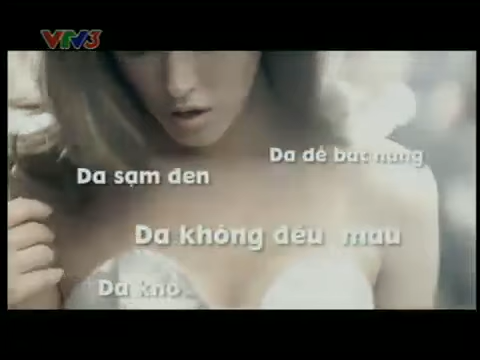 VTV3
Da dễ bắt nắng
Da sạm đen
Da không đều màu
Da khô